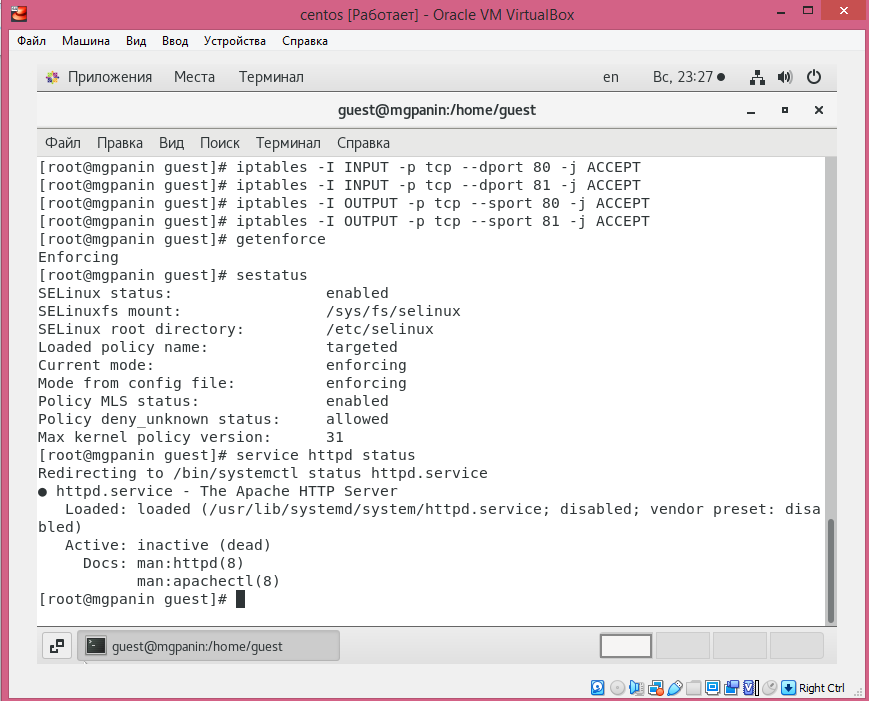 centos [Работает] - Oracle VM VirtualBox
Файл Машина Вид Ввод Устройства Справка
Приложения Места Терминал en Вс, 23:27
guest@mgpanin:/home/guest
Файл Правка Вид Поиск Терминал Справка
[root@mgpanin guest]# iptables -I INPUT -p tcp --dport 80 -j ACCEPT
[root@mgpanin guest]# iptables -I INPUT -p tcp --dport 81 -j ACCEPT
[root@mgpanin guest]# iptables -I OUTPUT -p tcp --sport 80 -j ACCEPT
[root@mgpanin guest]# iptables -I OUTPUT -p tcp --sport 81 -j ACCEPT
[root@mgpanin guest]# getenforce
Enforcing
[root@mgpanin guest]# sestatus
SELinux status: enabled
SELinuxfs mount: /sys/fs/selinux
SELinux root directory: /etc/selinux
Loaded policy name: targeted
Current mode: enforcing
Mode from config file: enforcing
Policy MLS status: enabled
Policy deny_unknown status: allowed
Max kernel policy version: 31
[root@mgpanin guest]# service httpd status
Redirecting to /bin/systemctl status httpd.service
● httpd.service - The Apache HTTP Server
Loaded: loaded (/usr/lib/systemd/system/httpd.service; disabled; vendor preset: disa
bled)
Active: inactive (dead)
Docs: man:httpd(8)
man:apachectl(8)
[root@mgpanin guest]#
guest@mgpanin:/home/guest
Right Ctrl